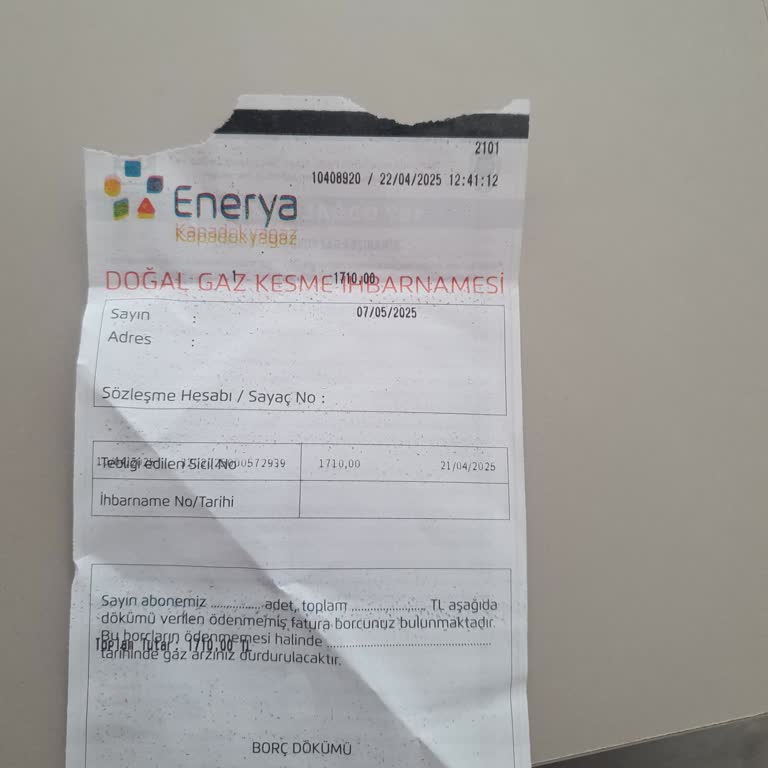 2101
10408920 / 22/04/2025 12:41:12
Enerya
Kapadokyagaz
1 1710,00
DOĞAL GAZ KESME İHBARNAMESİ
Sayın : 07/05/2025
Adres :
Sözleşme Hesabı / Sayaç No :
Tebliği edilen Sicil No 1710,00 21/04/2025
İhbarname No/Tarihi
Sayın abonemiz ................ adet, toplam ................ TL aşağıda
dökümü verilen ödenmemiş fatura borcunuz bulunmaktadır.
Bu borçların ödenmemesi halinde ................................
Toplam Tutar : 1710,00 TL
tarihinde gaz arzınız durdurulacaktır.
BORÇ DÖKÜMÜ